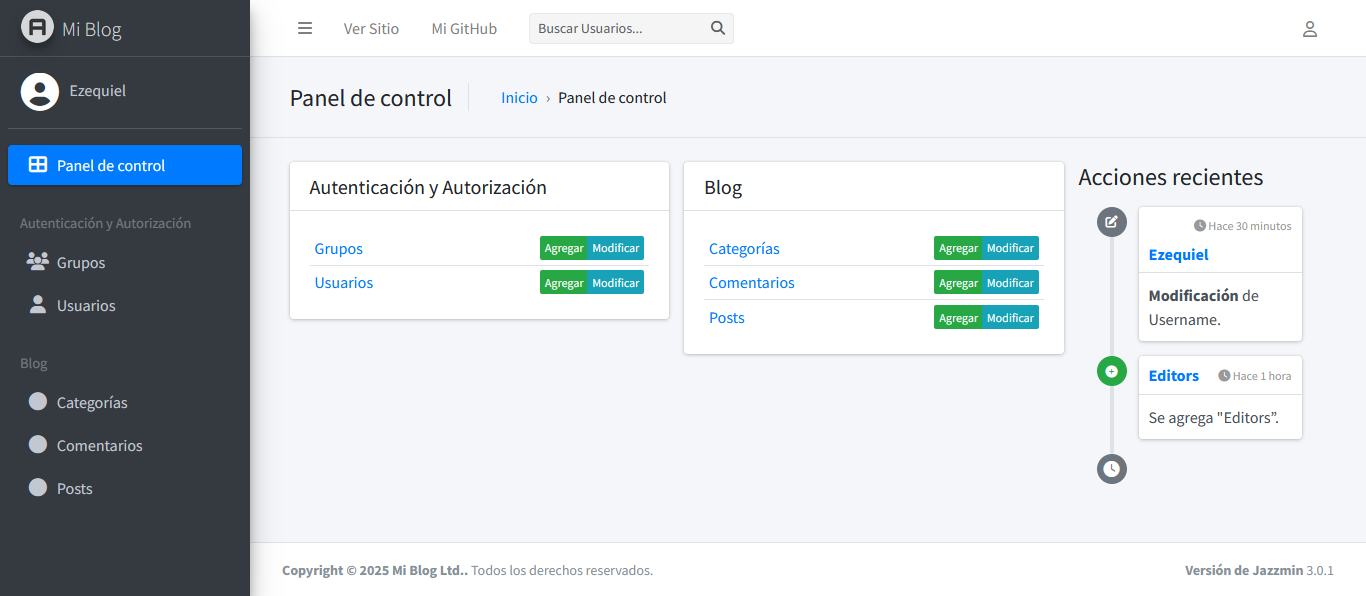 Mi Blog
Ezequiel
Panel de control
Autenticación y Autorización
Grupos
Usuarios
Blog
Categorías
Comentarios
Posts
Ver Sitio Mi GitHub Buscar Usuarios...
Panel de control Inicio › Panel de control
Autenticación y Autorización
Grupos Agregar Modificar
Usuarios Agregar Modificar
Blog
Categorías Agregar Modificar
Comentarios Agregar Modificar
Posts Agregar Modificar
Acciones recientes
Hace 30 minutos
Ezequiel
Modificación de
Username.
Editors Hace 1 hora
Se agrega "Editors”.
Copyright © 2025 Mi Blog Ltd.. Todos los derechos reservados.
Versión de Jazzmin 3.0.1